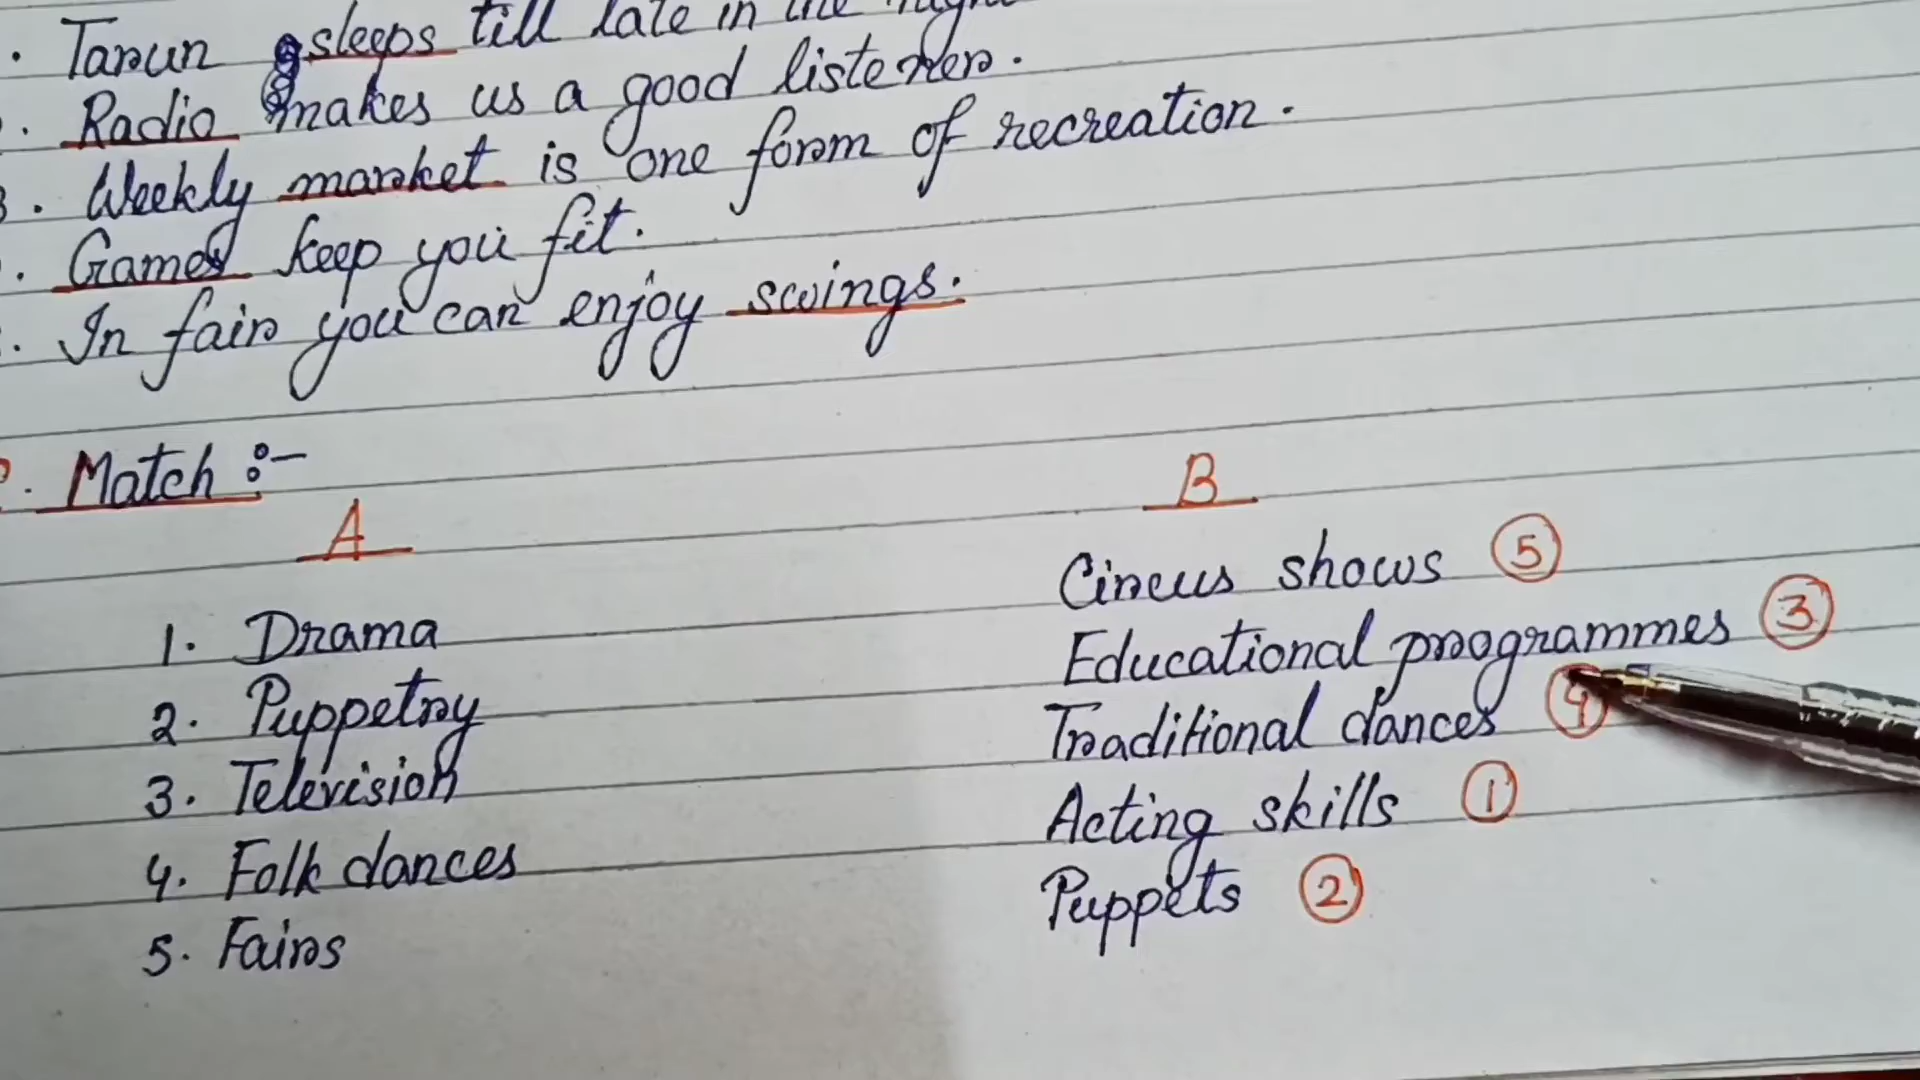 . Tarun sleeps till late in the night
. Radio makes us a good listener.
3. Weekly market is one form of recreation.
. Games keep you fit.
. In fair you can enjoy swings.
. Match :-
A B
Circus shows 5
1. Drama Educational programmes 3
2. Puppetry Traditional dances 4
3. Television Acting skills 1
4. Folk dances Puppets 2
5. Fairs